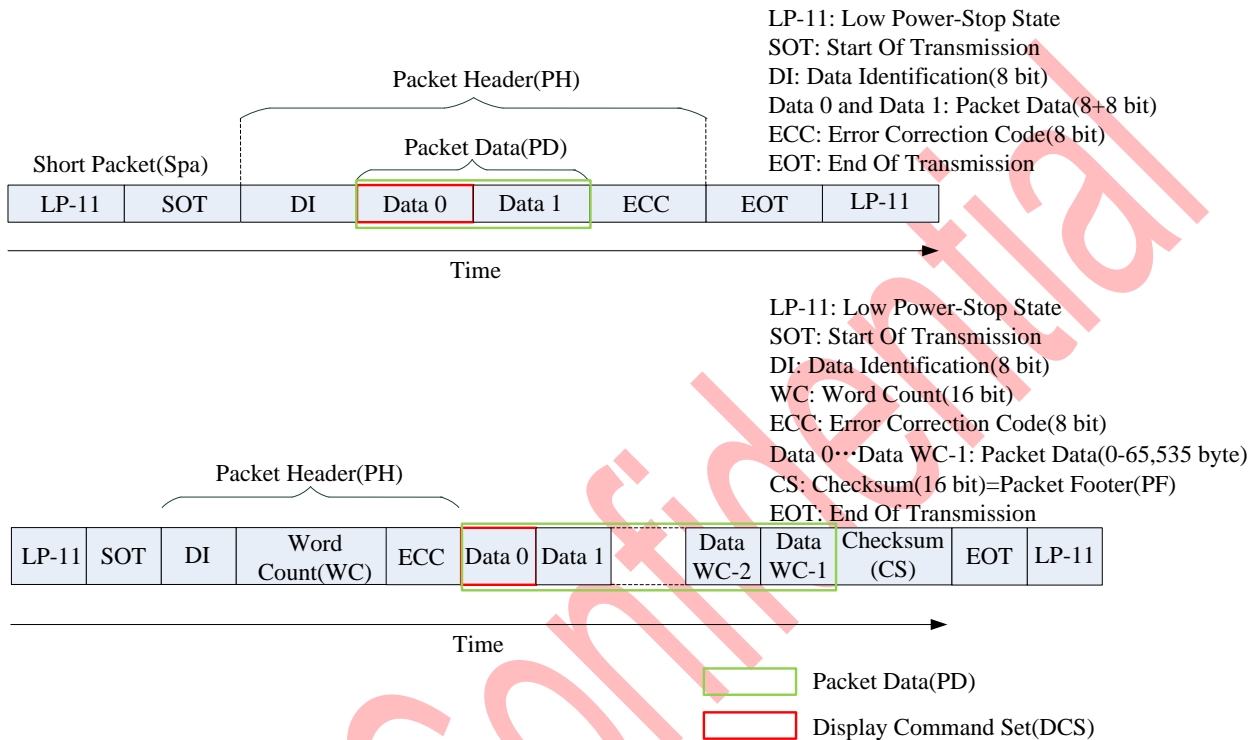 LP-11: Low Power-Stop State
SOT: Start Of Transmission
DI: Data Identification(8 bit)
Data 0 and Data 1: Packet Data(8+8 bit)
ECC: Error Correction Code(8 bit)
EOT: End Of Transmission
Packet Header(PH)
Packet Data(PD)
Short Packet(Spa)
LP-11 SOT DI Data 0 Data 1 ECC EOT LP-11
Time
LP-11: Low Power-Stop State
SOT: Start Of Transmission
DI: Data Identification(8 bit)
WC: Word Count(16 bit)
ECC: Error Correction Code(8 bit)
Data 0···Data WC-1: Packet Data(0-65,535 byte)
CS: Checksum(16 bit)=Packet Footer(PF)
EOT: End Of Transmission
Packet Header(PH)
LP-11 SOT DI Word Count(WC) ECC Data 0 Data 1 Data WC-2 Data WC-1 Checksum (CS) EOT LP-11
Time
Packet Data(PD)
Display Command Set(DCS)
Confidential